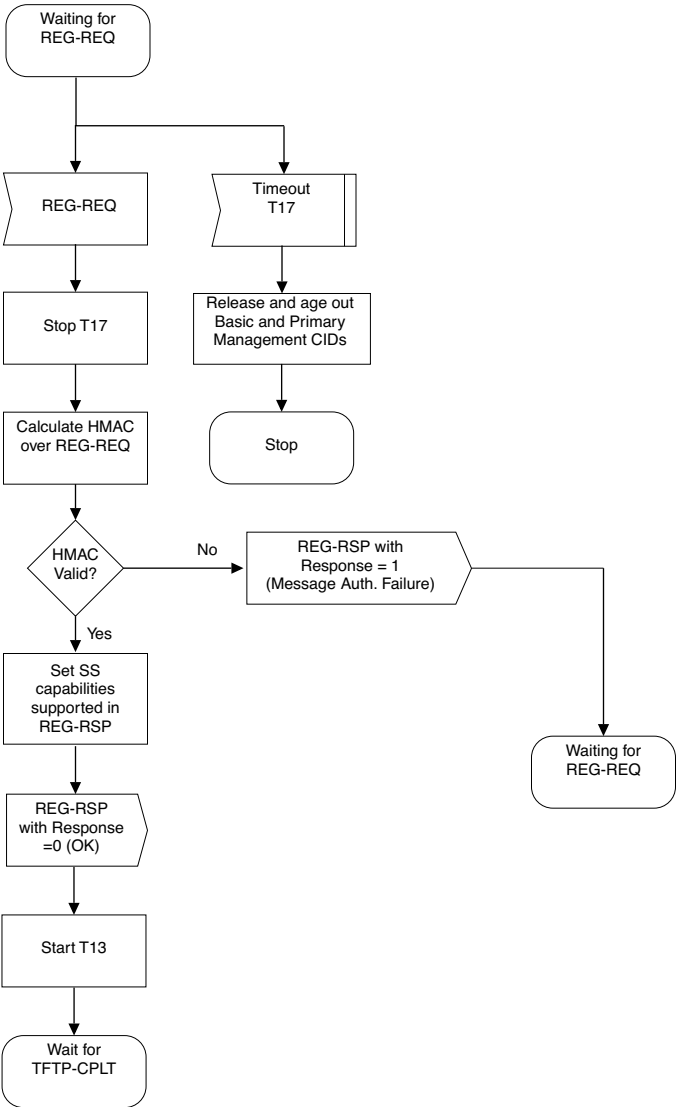 Waiting for
REG-REQ
REG-REQ
Timeout
T17
Stop T17
Release and age out
Basic and Primary
Management CIDs
Calculate HMAC
over REG-REQ
Stop
HMAC
Valid?
No
REG-RSP with
Response = 1
(Message Auth. Failure)
Yes
Set SS
capabilities
supported in
REG-RSP
Waiting for
REG-REQ
REG-RSP
with Response
=0 (OK)
Start T13
Wait for
TFTP-CPLT